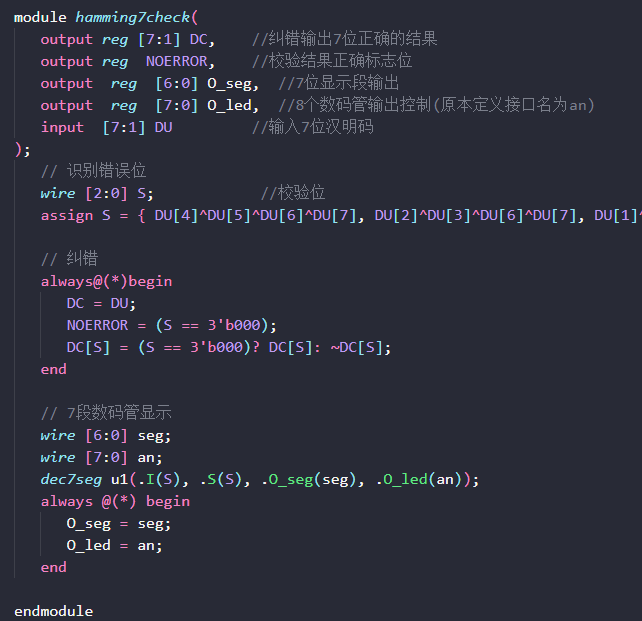 module hamming7check(
output reg [7:1] DC, //纠错输出7位正确的结果
output reg NOERROR, //校验结果正确标志位
output reg [6:0] O_seg, //7位显示段输出
output reg [7:0] O_led, //8个数码管输出控制(原本定义接口名为an)
input [7:1] DU //输入7位汉明码
);
// 识别错误位
wire [2:0] S; //校验位
assign S = { DU[4]^DU[5]^DU[6]^DU[7], DU[2]^DU[3]^DU[6]^DU[7], DU[1]^
// 纠错
always@(*)begin
DC = DU;
NOERROR = (S == 3'b000);
DC[S] = (S == 3'b000)? DC[S]: ~DC[S];
end
// 7段数码管显示
wire [6:0] seg;
wire [7:0] an;
dec7seg u1(.I(S), .S(S), .O_seg(seg), .O_led(an));
always @(*) begin
O_seg = seg;
O_led = an;
end
endmodule